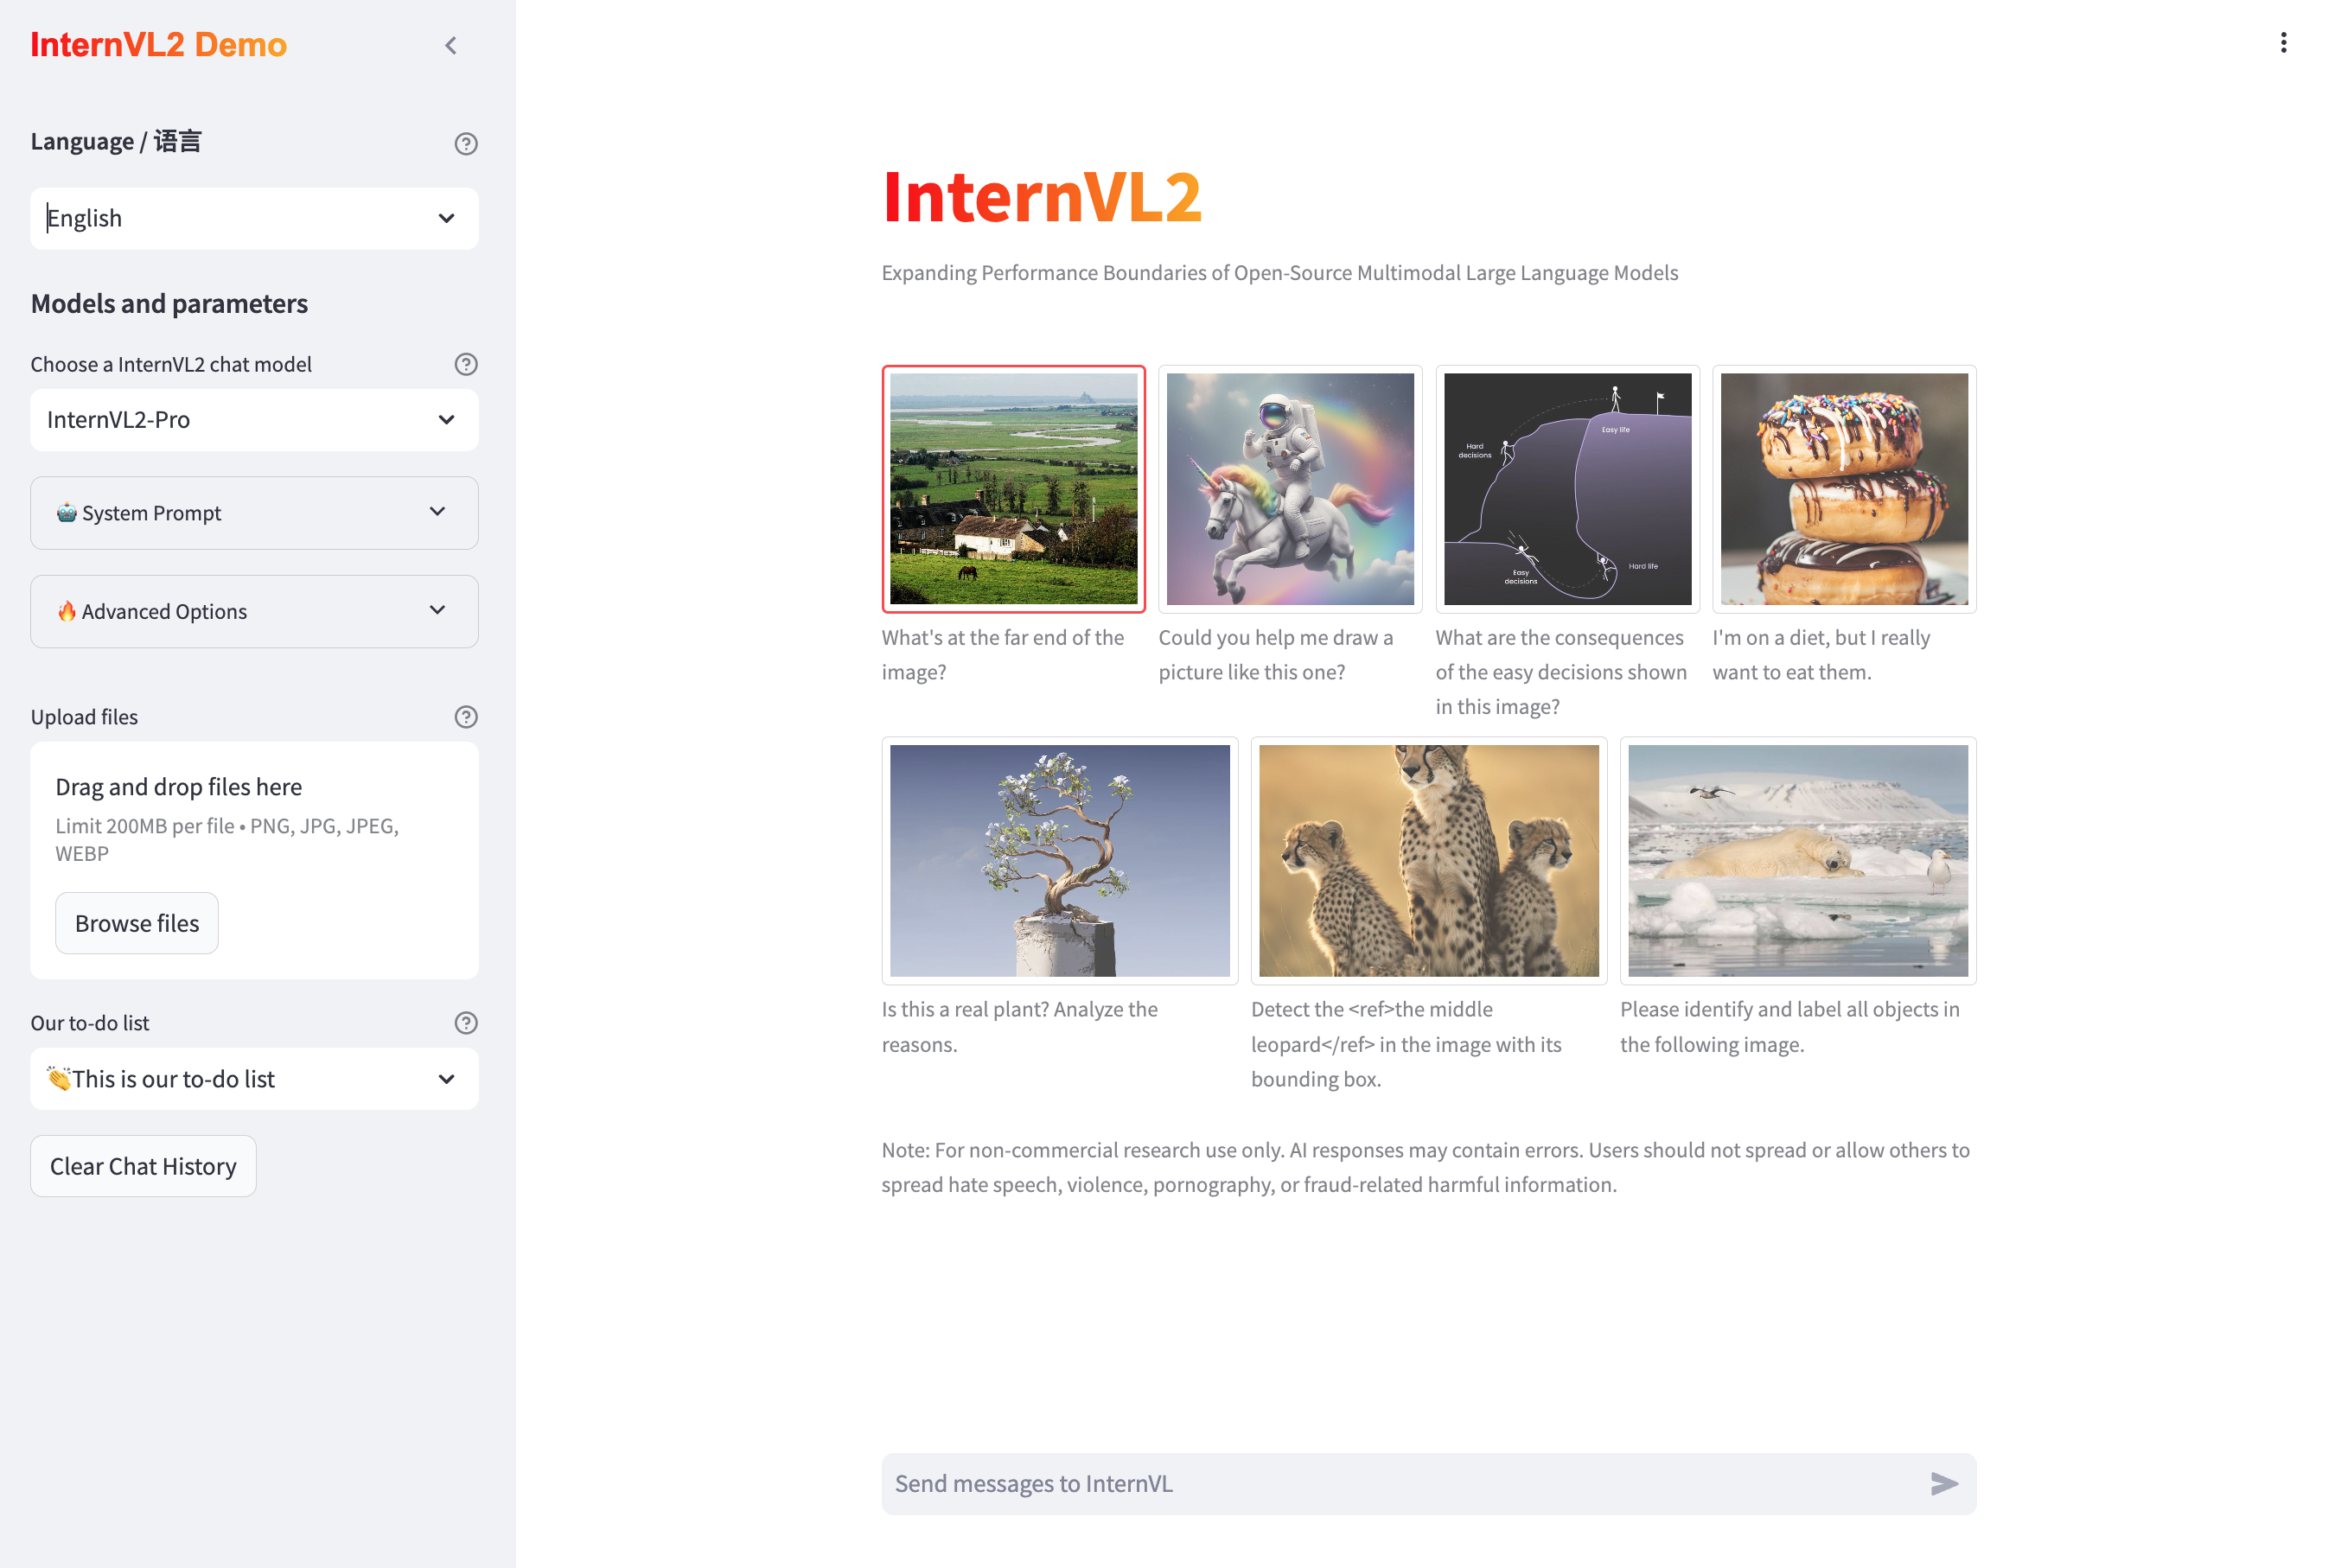 InternVL2 Demo
Language / 语言
English
Models and parameters
Choose a InternVL2 chat model
InternVL2-Pro
🤖 System Prompt
🔥 Advanced Options
Upload files
Drag and drop files here
Limit 200MB per file • PNG, JPG, JPEG,
WEBP
Browse files
Our to-do list
👏This is our to-do list
Clear Chat History
InternVL2
Expanding Performance Boundaries of Open-Source Multimodal Large Language Models
Easy life
Hard
decisions
Easy
decisions
Hard life
What's at the far end of the
image?
Could you help me draw a
picture like this one?
What are the consequences
of the easy decisions shown
in this image?
I'm on a diet, but I really
want to eat them.
Is this a real plant? Analyze the
reasons.
Detect the <ref>the middle
leopard</ref> in the image with its
bounding box.
Please identify and label all objects in
the following image.
Note: For non-commercial research use only. AI responses may contain errors. Users should not spread or allow others to
spread hate speech, violence, pornography, or fraud-related harmful information.
Send messages to InternVL